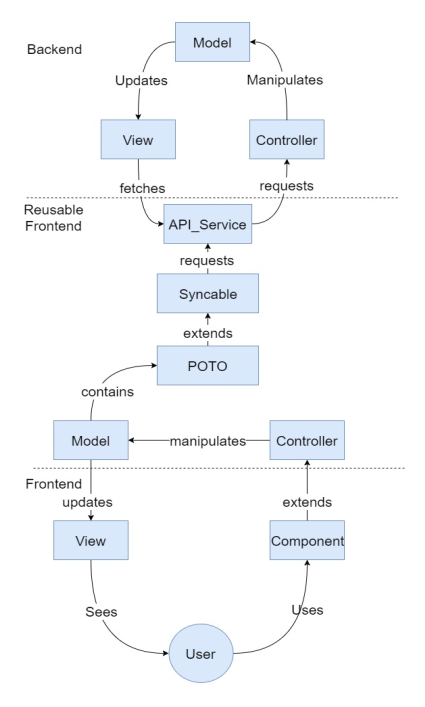 Model
Backend
Updates
Manipulates
View
Controller
fetches
requests
Reusable
Frontend
API_Service
requests
Syncable
extends
POTO
contains
Model
manipulates
Controller
Frontend
updates
extends
View
Component
Sees
Uses
User